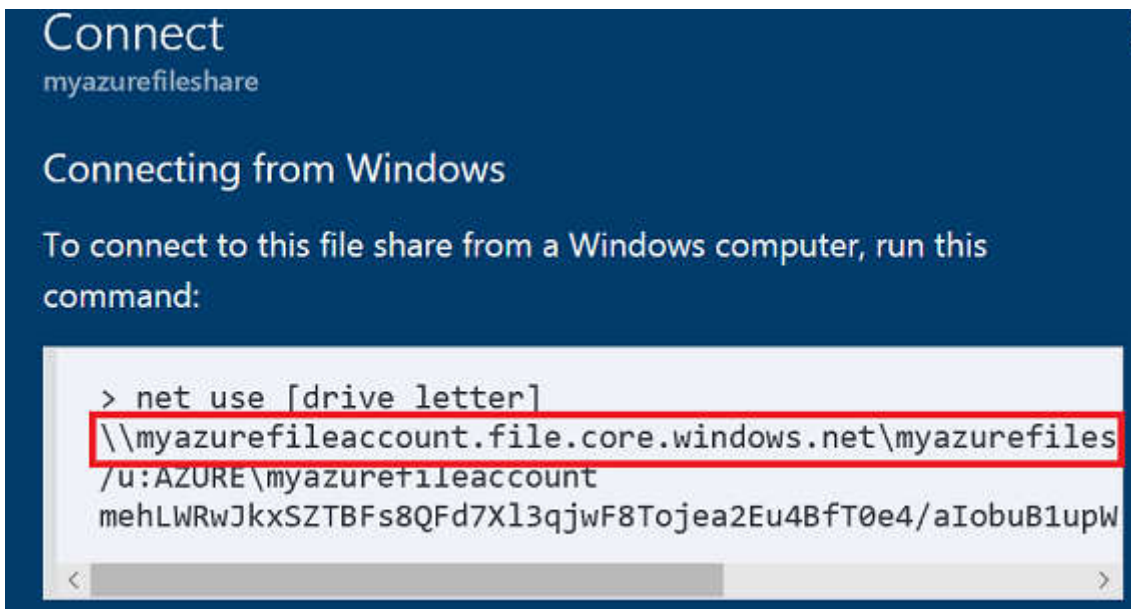 Connect
myazurefileshare
Connecting from Windows
To connect to this file share from a Windows computer, run this
command:
> net use [drive letter]
\\myazurefileaccount.file.core.windows.net\myazurefiles
/u:AZURE\myazurefileaccount
mehLWRwJkxSZTBFs8QFd7Xl3qjwF8Tojea2Eu4BfT0e4/aIobuB1upW